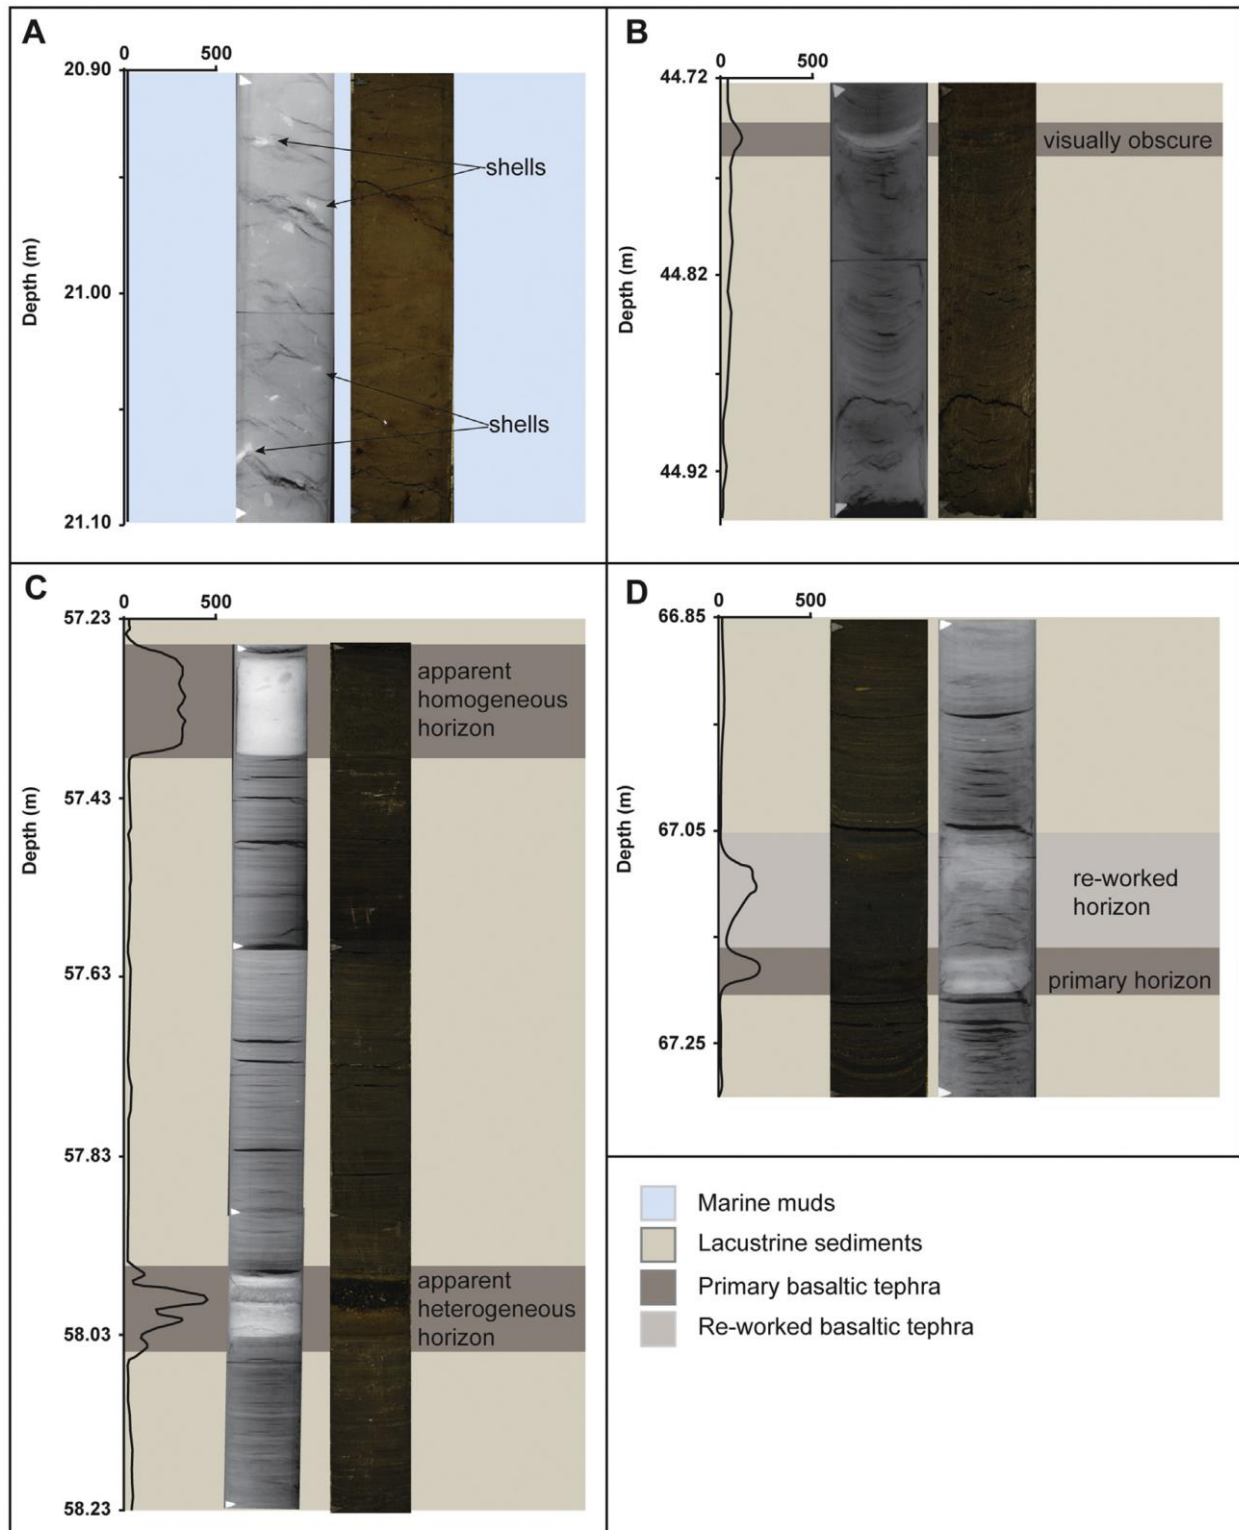 A
0 500
20.90
shells
Depth (m)
21.00
shells
21.10
B
0 500
44.72
visually obscure
Depth (m)
44.82
44.92
C
0 500
57.23
apparent
homogeneous
horizon
57.43
Depth (m)
57.63
57.83
apparent
heterogeneous
horizon
58.03
58.23
D
0 500
66.85
67.05
Depth (m)
re-worked
horizon
primary horizon
67.25
Marine muds
Lacustrine sediments
Primary basaltic tephra
Re-worked basaltic tephra